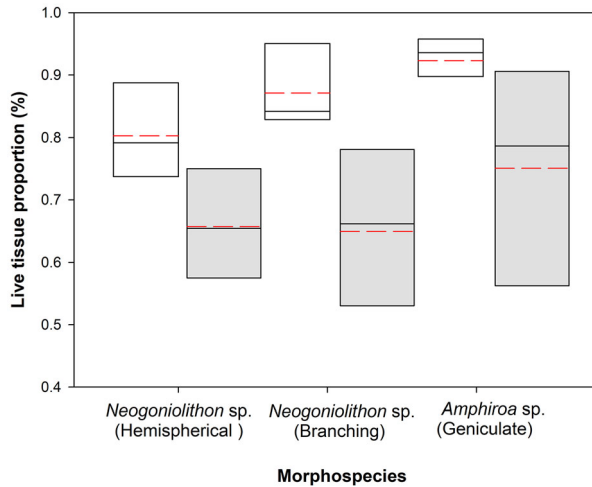 Live tissue proportion (%)
1.0
0.9
0.8
0.7
0.6
0.5
0.4
Neogoniolithon sp.
(Hemispherical )
Neogoniolithon sp.
(Branching)
Amphiroa sp.
(Geniculate)
Morphospecies